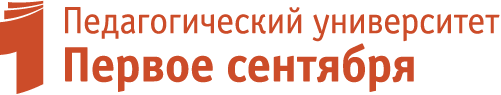 Педагогический университет
Первое сентября